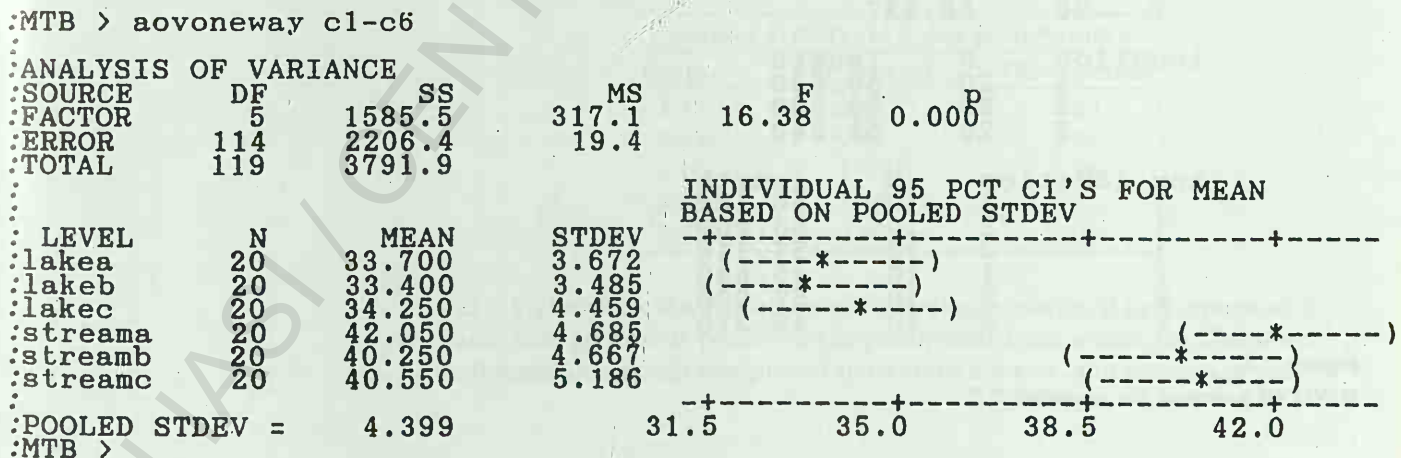 :MTB > aovoneway c1-c6
:ANALYSIS OF VARIANCE
:SOURCE DF SS MS F p
:FACTOR 5 1585.5 317.1 16.38 0.000
:ERROR 114 2206.4 19.4
:TOTAL 119 3791.9
INDIVIDUAL 95 PCT CI'S FOR MEAN
BASED ON POOLED STDEV
: LEVEL N MEAN STDEV -+---------+---------+---------+-----
:lakea 20 33.700 3.672 (----*-----)
:lakeb 20 33.400 3.485 (----*-----)
:lakec 20 34.250 4.459 (-----*----)
:streama 20 42.050 4.685 (----*-----)
:streamb 20 40.250 4.667 (-----*-----)
:streamc 20 40.550 5.186 (-----*----)
-+---------+---------+---------+-----
:POOLED STDEV = 4.399 31.5 35.0 38.5 42.0
:MTB >
IASI / CENT